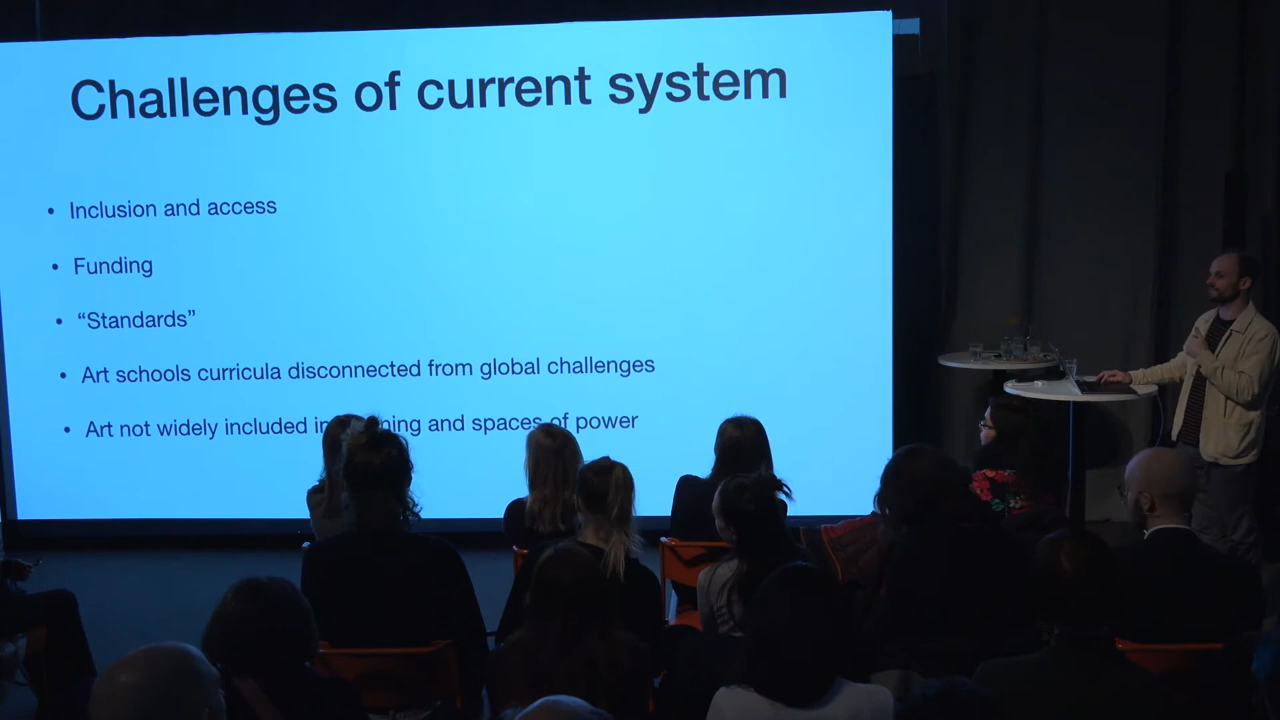 Challenges of current system
• Inclusion and access
• Funding
• “Standards”
• Art schools curricula disconnected from global challenges
• Art not widely included in and spaces of power